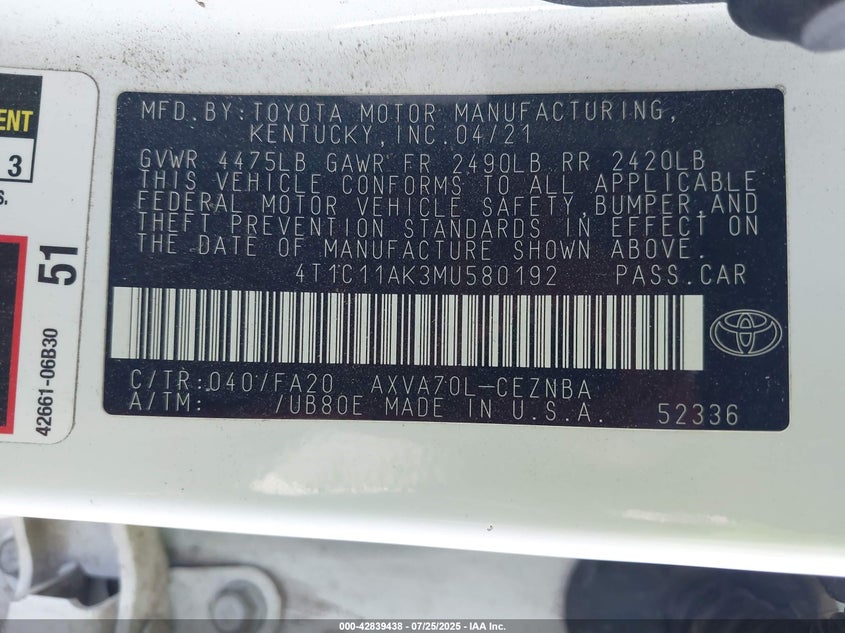 MFD. BY: TOYOTA MOTOR MANUFACTURING,
KENTUCKY, INC. 04/21
GVWR 4475LB GAWR FR 2490LB RR 2420LB
THIS VEHICLE CONFORMS TO ALL APPLICABLE
FEDERAL MOTOR VEHICLE SAFETY, BUMPER, AND
THEFT PREVENTION STANDARDS IN EFFECT ON
THE DATE OF MANUFACTURE SHOWN ABOVE.
4T1C11AK3MU580192 PASS. CAR
C/TR: 040/FA20 AXVA70L-CEZNBA
A/TM: /UB80E MADE IN U.S.A. 52336
3
51
42661-06B30
000-42839438 - 07/25/2025 - IAA Inc.